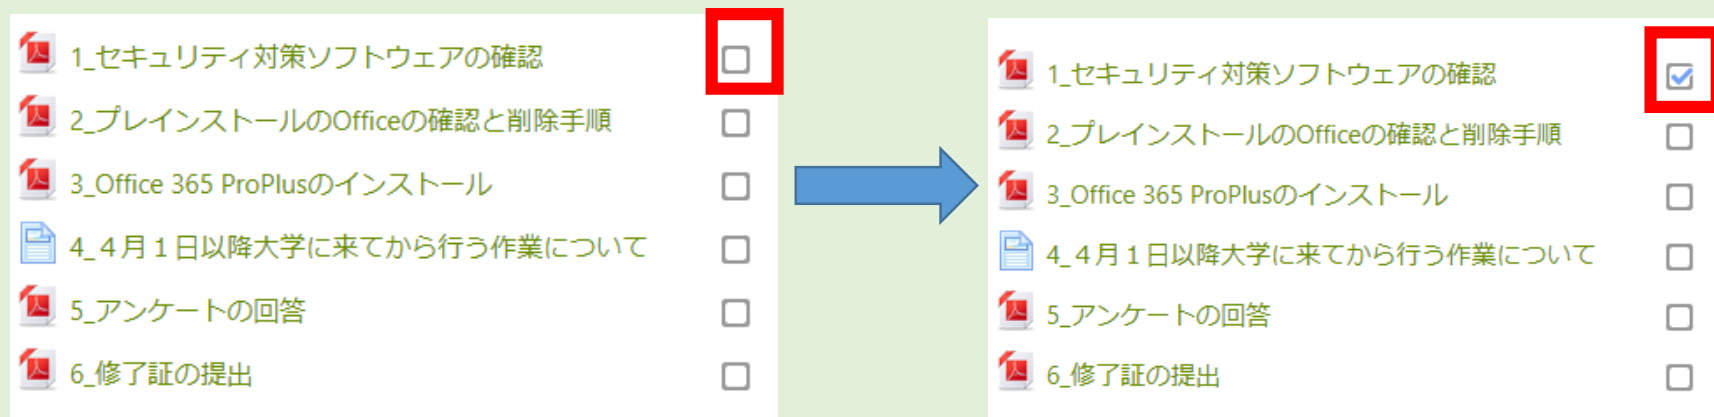 1_セキュリティ対策ソフトウェアの確認
2_プレインストールのOfficeの確認と削除手順
3_Office 365 ProPlusのインストール
4_４月１日以降大学に来てから行う作業について
5_アンケートの回答
6_修了証の提出
1_セキュリティ対策ソフトウェアの確認
2_プレインストールのOfficeの確認と削除手順
3_Office 365 ProPlusのインストール
4_４月１日以降大学に来てから行う作業について
5_アンケートの回答
6_修了証の提出